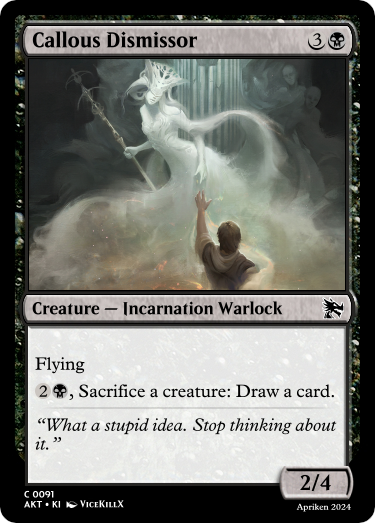 Callous Dismissor 3
Creature — Incarnation Warlock
Flying
2, Sacrifice a creature: Draw a card.
“What a stupid idea. Stop thinking about
it.”
2/4
C 0091
AKT • KI VICEKILLX
Apriken 2024